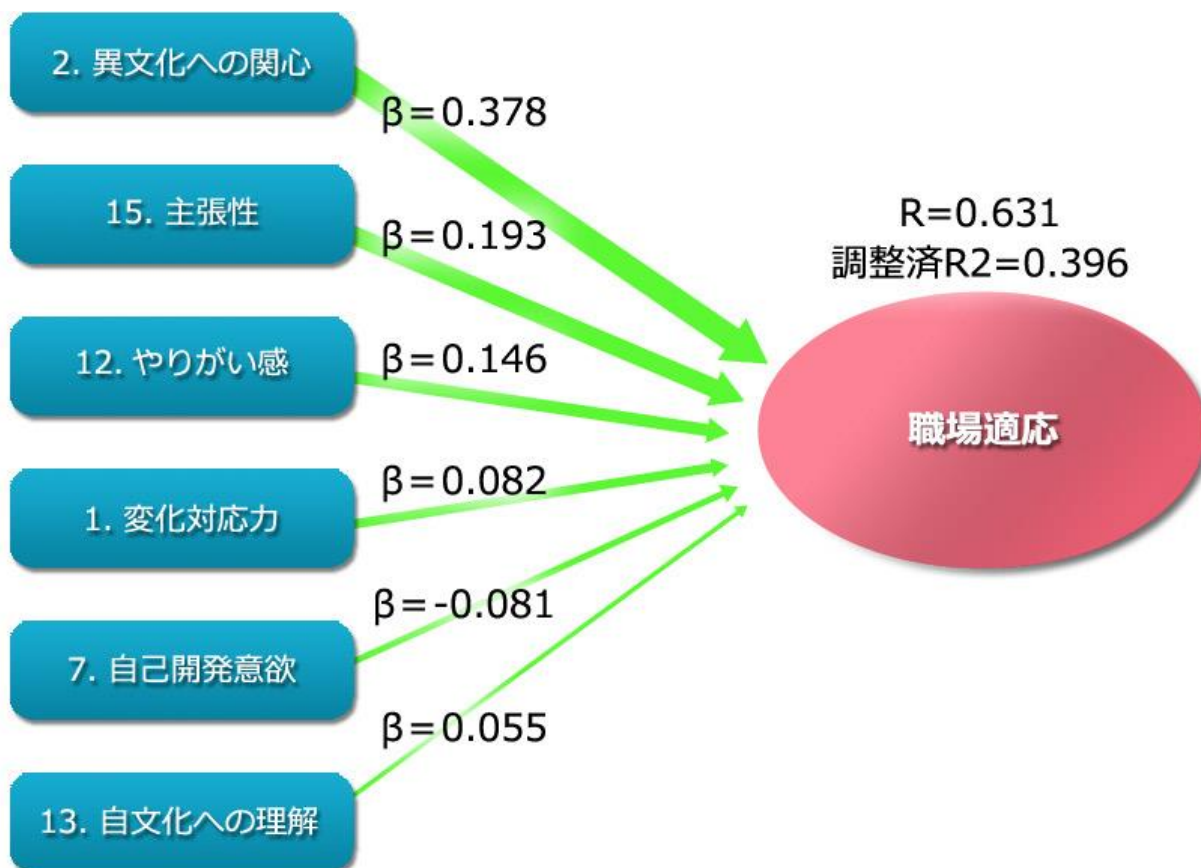 2. 異文化への関心
β=0.378
15. 主張性
β=0.193
R=0.631
調整済R2=0.396
12. やりがい感
β=0.146
職場適応
1. 変化対応力
β=0.082
7. 自己開発意欲
β=-0.081
13. 自文化への理解
β=0.055